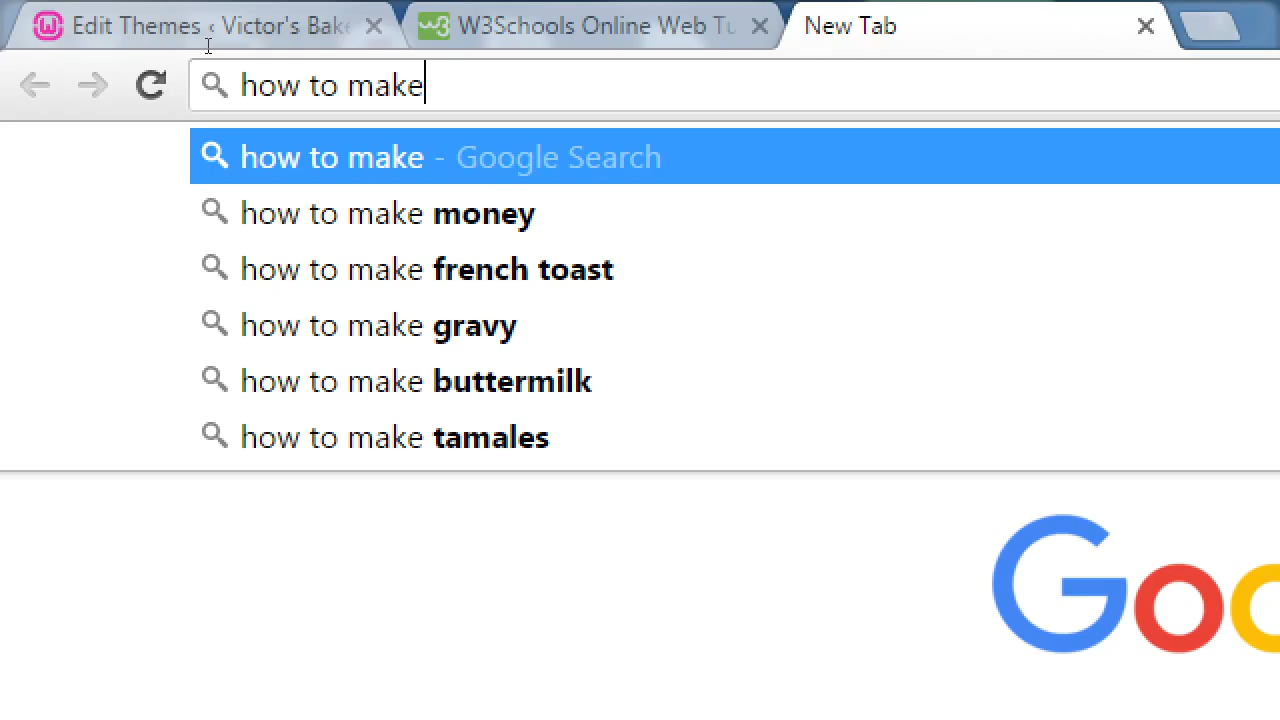 Edit Themes ‹ Victor's Bake
W3Schools Online Web Tu
New Tab
how to make
how to make - Google Search
how to make money
how to make french toast
how to make gravy
how to make buttermilk
how to make tamales
Goo